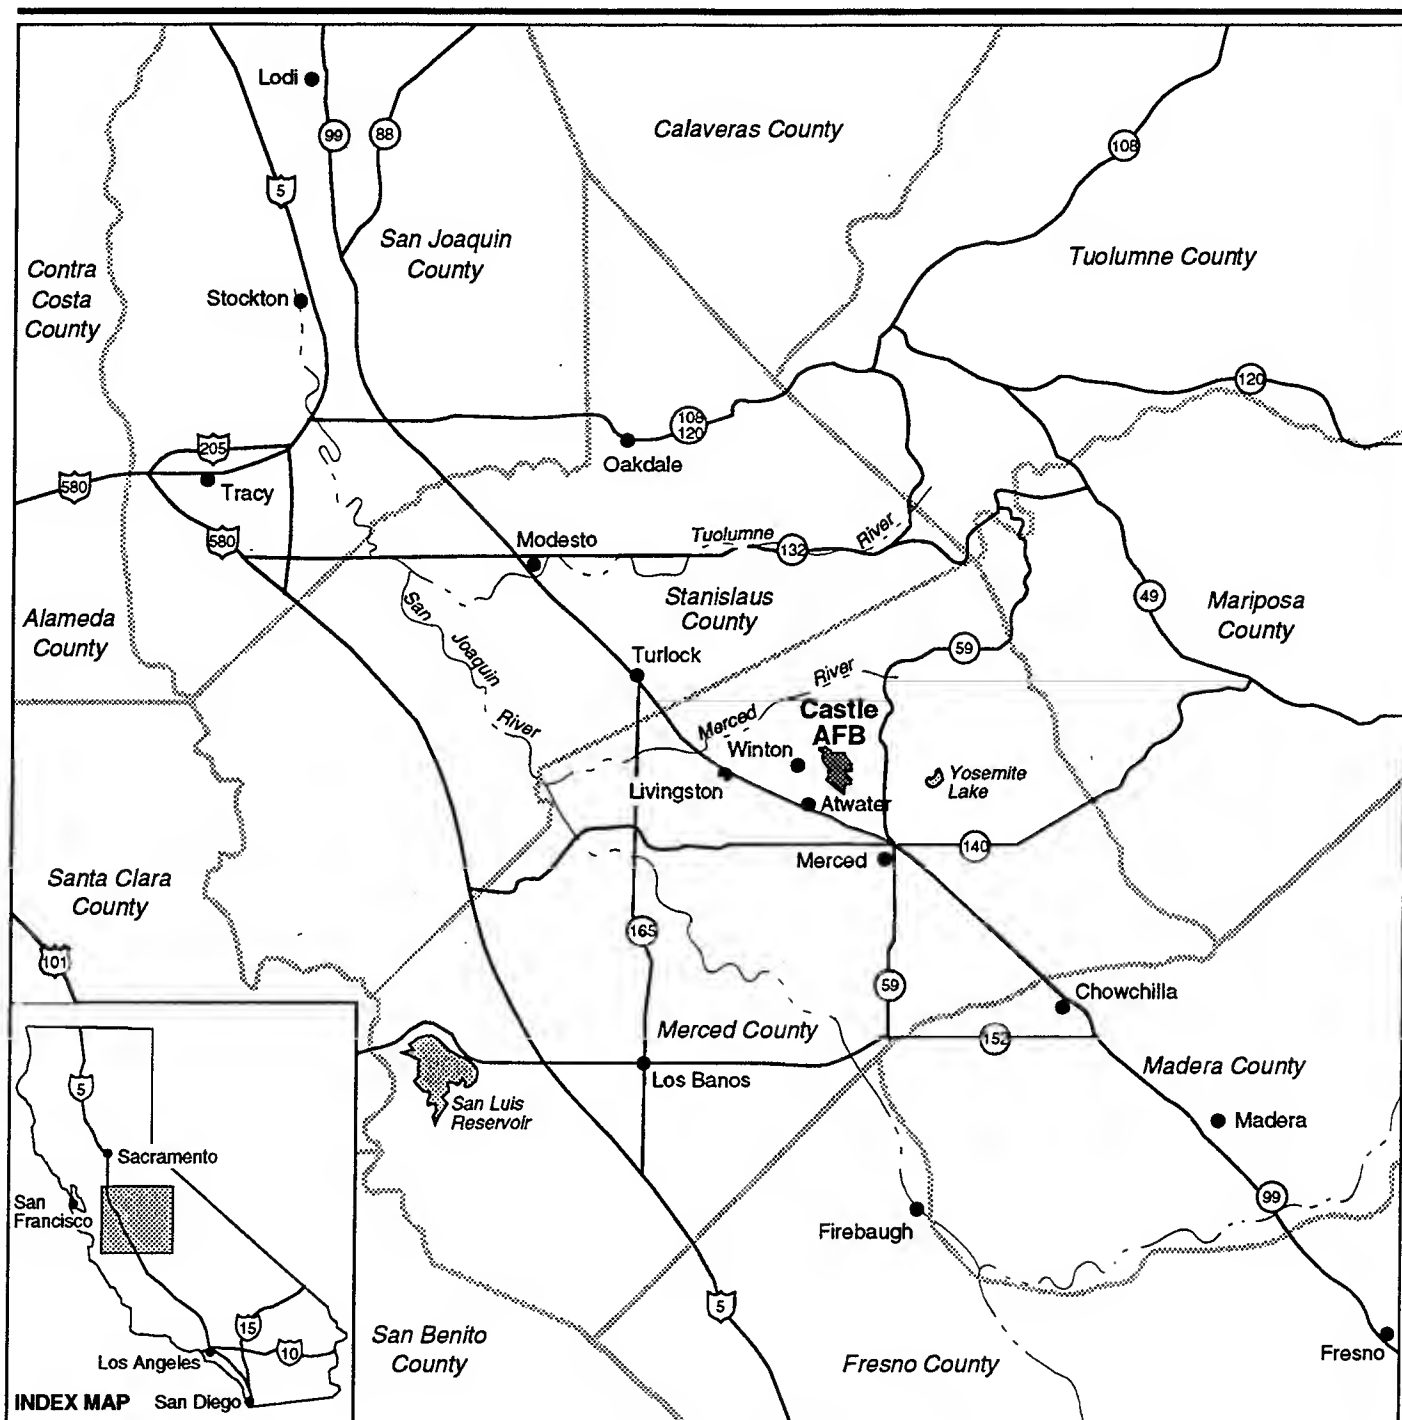 Lodi
99
88
Calaveras County
108
5
San Joaquin
County
Tuolumne County
Contra
Costa
County
Stockton
120
108
120
205
Oakdale
580
Tracy
580
Modesto
Tuolumne
River
132
San
Joaquin
River
Stanislaus
County
49
Mariposa
County
Alameda
County
59
Turlock
River
Merced
Castle
AFB
Winton
Yosemite
Lake
Livingston
Atwater
140
Merced
Santa Clara
County
165
101
59
Chowchilla
Merced County
152
Los Banos
Madera County
San Luis
Reservoir
Madera
99
Firebaugh
5
San Benito
County
Fresno County
Fresno
5
Sacramento
San
Francisco
15
10
Los Angeles
INDEX MAP
San Diego